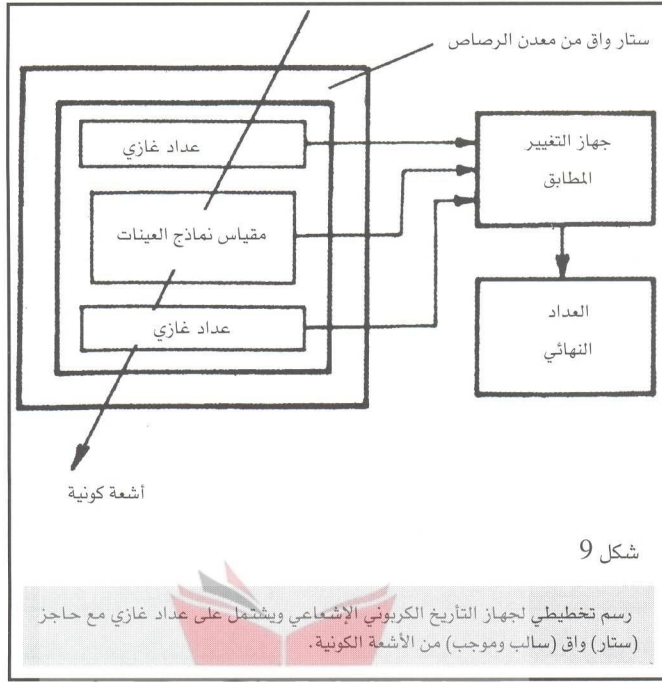 ستار واق من معدن الرصاص
عداد غازي
جهاز التغيير
المطابق
مقياس نماذج العينات
عداد غازي
العداد
النهائي
أشعة كونية
شكل 9
رسم تخطيطي لجهاز التأريخ الكربوني الإشعاعي ويشتمل على عداد غازي مع حاجز
(ستار) واق (سالب وموجب) من الأشعة الكونية.